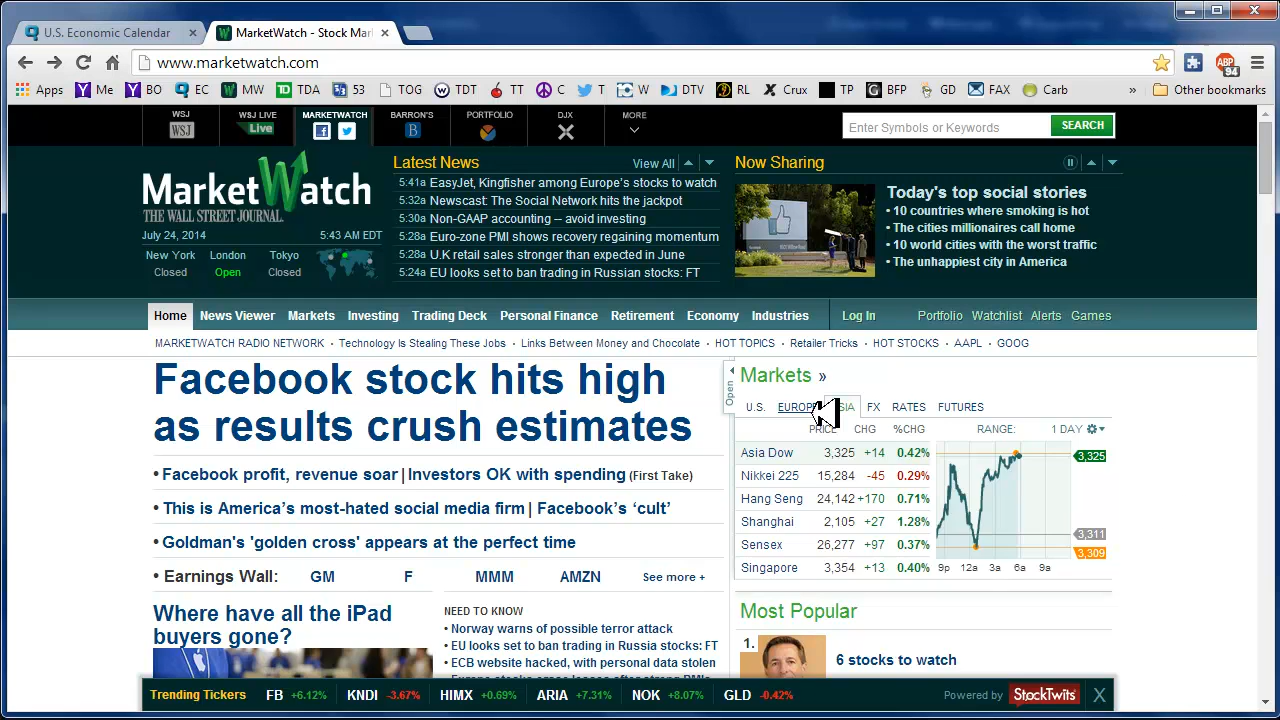 U.S. Economic Calendar
MarketWatch - Stock Mar
www.marketwatch.com
ABP
94
Apps Me BO EC MW TDA 53 TOG TDT TT C T W DTV RL Crux TP BFP GD FAX Carb » Other bookmarks
WSJ WSJ LIVE MARKETWATCH BARRON'S PORTFOLIO DJX MORE
WSJ Live B
Enter Symbols or Keywords SEARCH
MarketWatch
THE WALL STREET JOURNAL.
July 24, 2014 5:43 AM EDT
New York London Tokyo
Closed Open Closed
Latest News View All
5:41a EasyJet, Kingfisher among Europe's stocks to watch
5:32a Newscast: The Social Network hits the jackpot
5:30a Non-GAAP accounting – avoid investing
5:28a Euro-zone PMI shows recovery regaining momentum
5:28a U.K retail sales stronger than expected in June
5:24a EU looks set to ban trading in Russian stocks: FT
Now Sharing
Today's top social stories
• 10 countries where smoking is hot
• The cities millionaires call home
• 10 world cities with the worst traffic
• The unhappiest city in America
Home News Viewer Markets Investing Trading Deck Personal Finance Retirement Economy Industries Log In Portfolio Watchlist Alerts Games
MARKETWATCH RADIO NETWORK • Technology Is Stealing These Jobs • Links Between Money and Chocolate • HOT TOPICS • Retailer Tricks • HOT STOCKS • AAPL • GOOG
Facebook stock hits high
as results crush estimates
• Facebook profit, revenue soar | Investors OK with spending (First Take)
• This is America's most-hated social media firm | Facebook's ‘cult’
• Goldman's 'golden cross' appears at the perfect time
• Earnings Wall: GM F MMM AMZN See more +
Where have all the iPad
buyers gone?
NEED TO KNOW
• Norway warns of possible terror attack
• EU looks set to ban trading in Russia stocks: FT
• ECB website hacked, with personal data stolen
Open
Markets »
U.S. EUROPE ASIA FX RATES FUTURES
PRICE CHG %CHG RANGE: 1 DAY
Asia Dow 3,325 +14 0.42%
Nikkei 225 15,284 -45 0.29%
Hang Seng 24,142 +170 0.71%
Shanghai 2,105 +27 1.28%
Sensex 26,277 +97 0.37%
Singapore 3,354 +13 0.40%
3,325
3,311
3,309
9p 12a 3a 6a 9a
Most Popular
1.
6 stocks to watch
Trending Tickers FB +6.12% KNDI -3.67% HIMX +0.69% ARIA +7.31% NOK +8.07% GLD -0.42% Powered by STOCKTWITS X